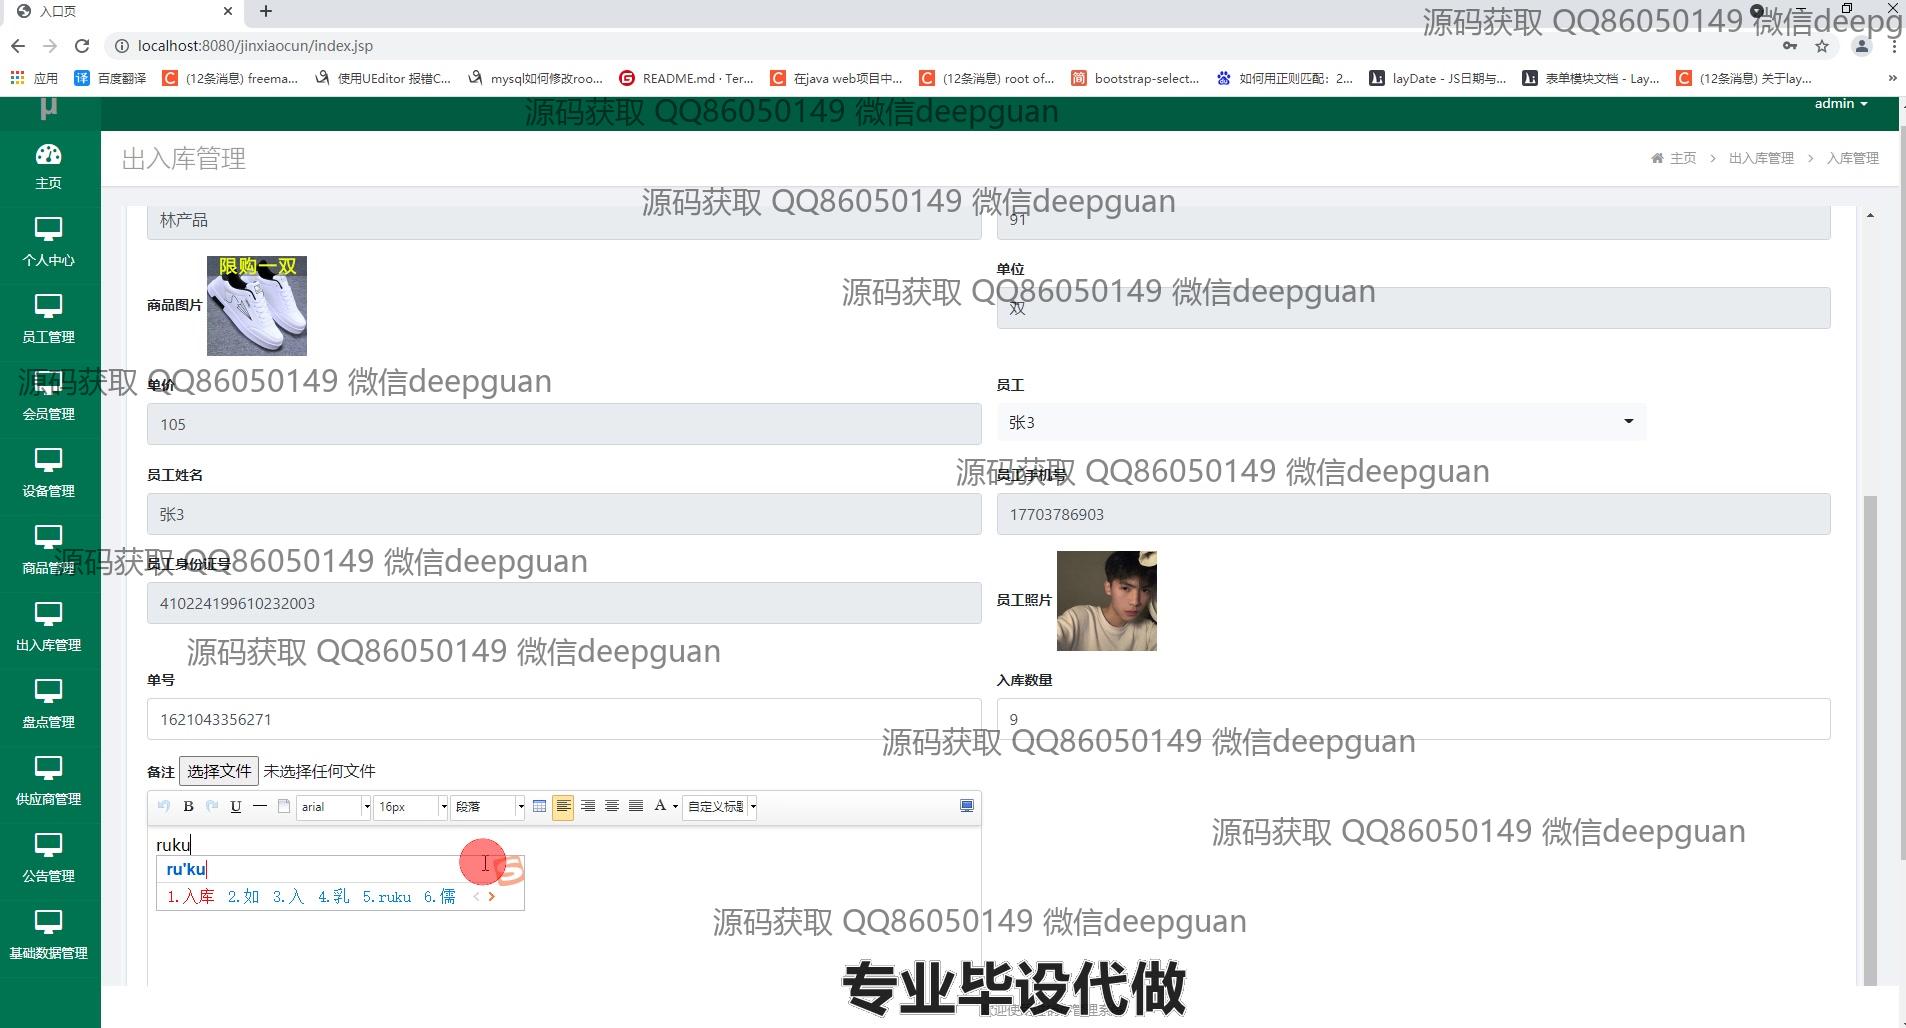 入口页
localhost:8080/jinxiaocun/index.jsp
源码获取 QQ86050149 微信deepg
应用 百度翻译 (12条消息) freema... 使用UEditor 报错C... mysql如何修改roo... README.md · Ter... 在java web项目中... (12条消息) root of... bootstrap-select... 如何用正则匹配：2... layDate - JS日期与... 表单模块文档 - Lay... (12条消息) 关于lay...
μ
源码获取 QQ86050149 微信deepguan
admin
出入库管理
主页 > 出入库管理 > 入库管理
主页
源码获取 QQ86050149 微信deepguan
林产品
91
个人中心
限购一双
商品图片
单位
源码获取 QQ86050149 微信deepguan
双
员工管理
源码获取 QQ86050149 微信deepguan
单价
员工
会员管理
105
张3
员工姓名
源码获取 QQ86050149 微信deepguan
员工手机号
设备管理
张3
17703786903
源码获取 QQ86050149 微信deepguan
商品管理
员工身份证号
410224199610232003
员工照片
出入库管理
源码获取 QQ86050149 微信deepguan
单号
入库数量
盘点管理
1621043356271
9
源码获取 QQ86050149 微信deepguan
备注 选择文件 未选择任何文件
供应商管理
B U arial 16px 段落 A 自定义标题
源码获取 QQ86050149 微信deepguan
ruku
ru'ku
1.入库 2.如 3.入 4.乳 5.ruku 6.儒
公告管理
源码获取 QQ86050149 微信deepguan
基础数据管理
专业毕设代做